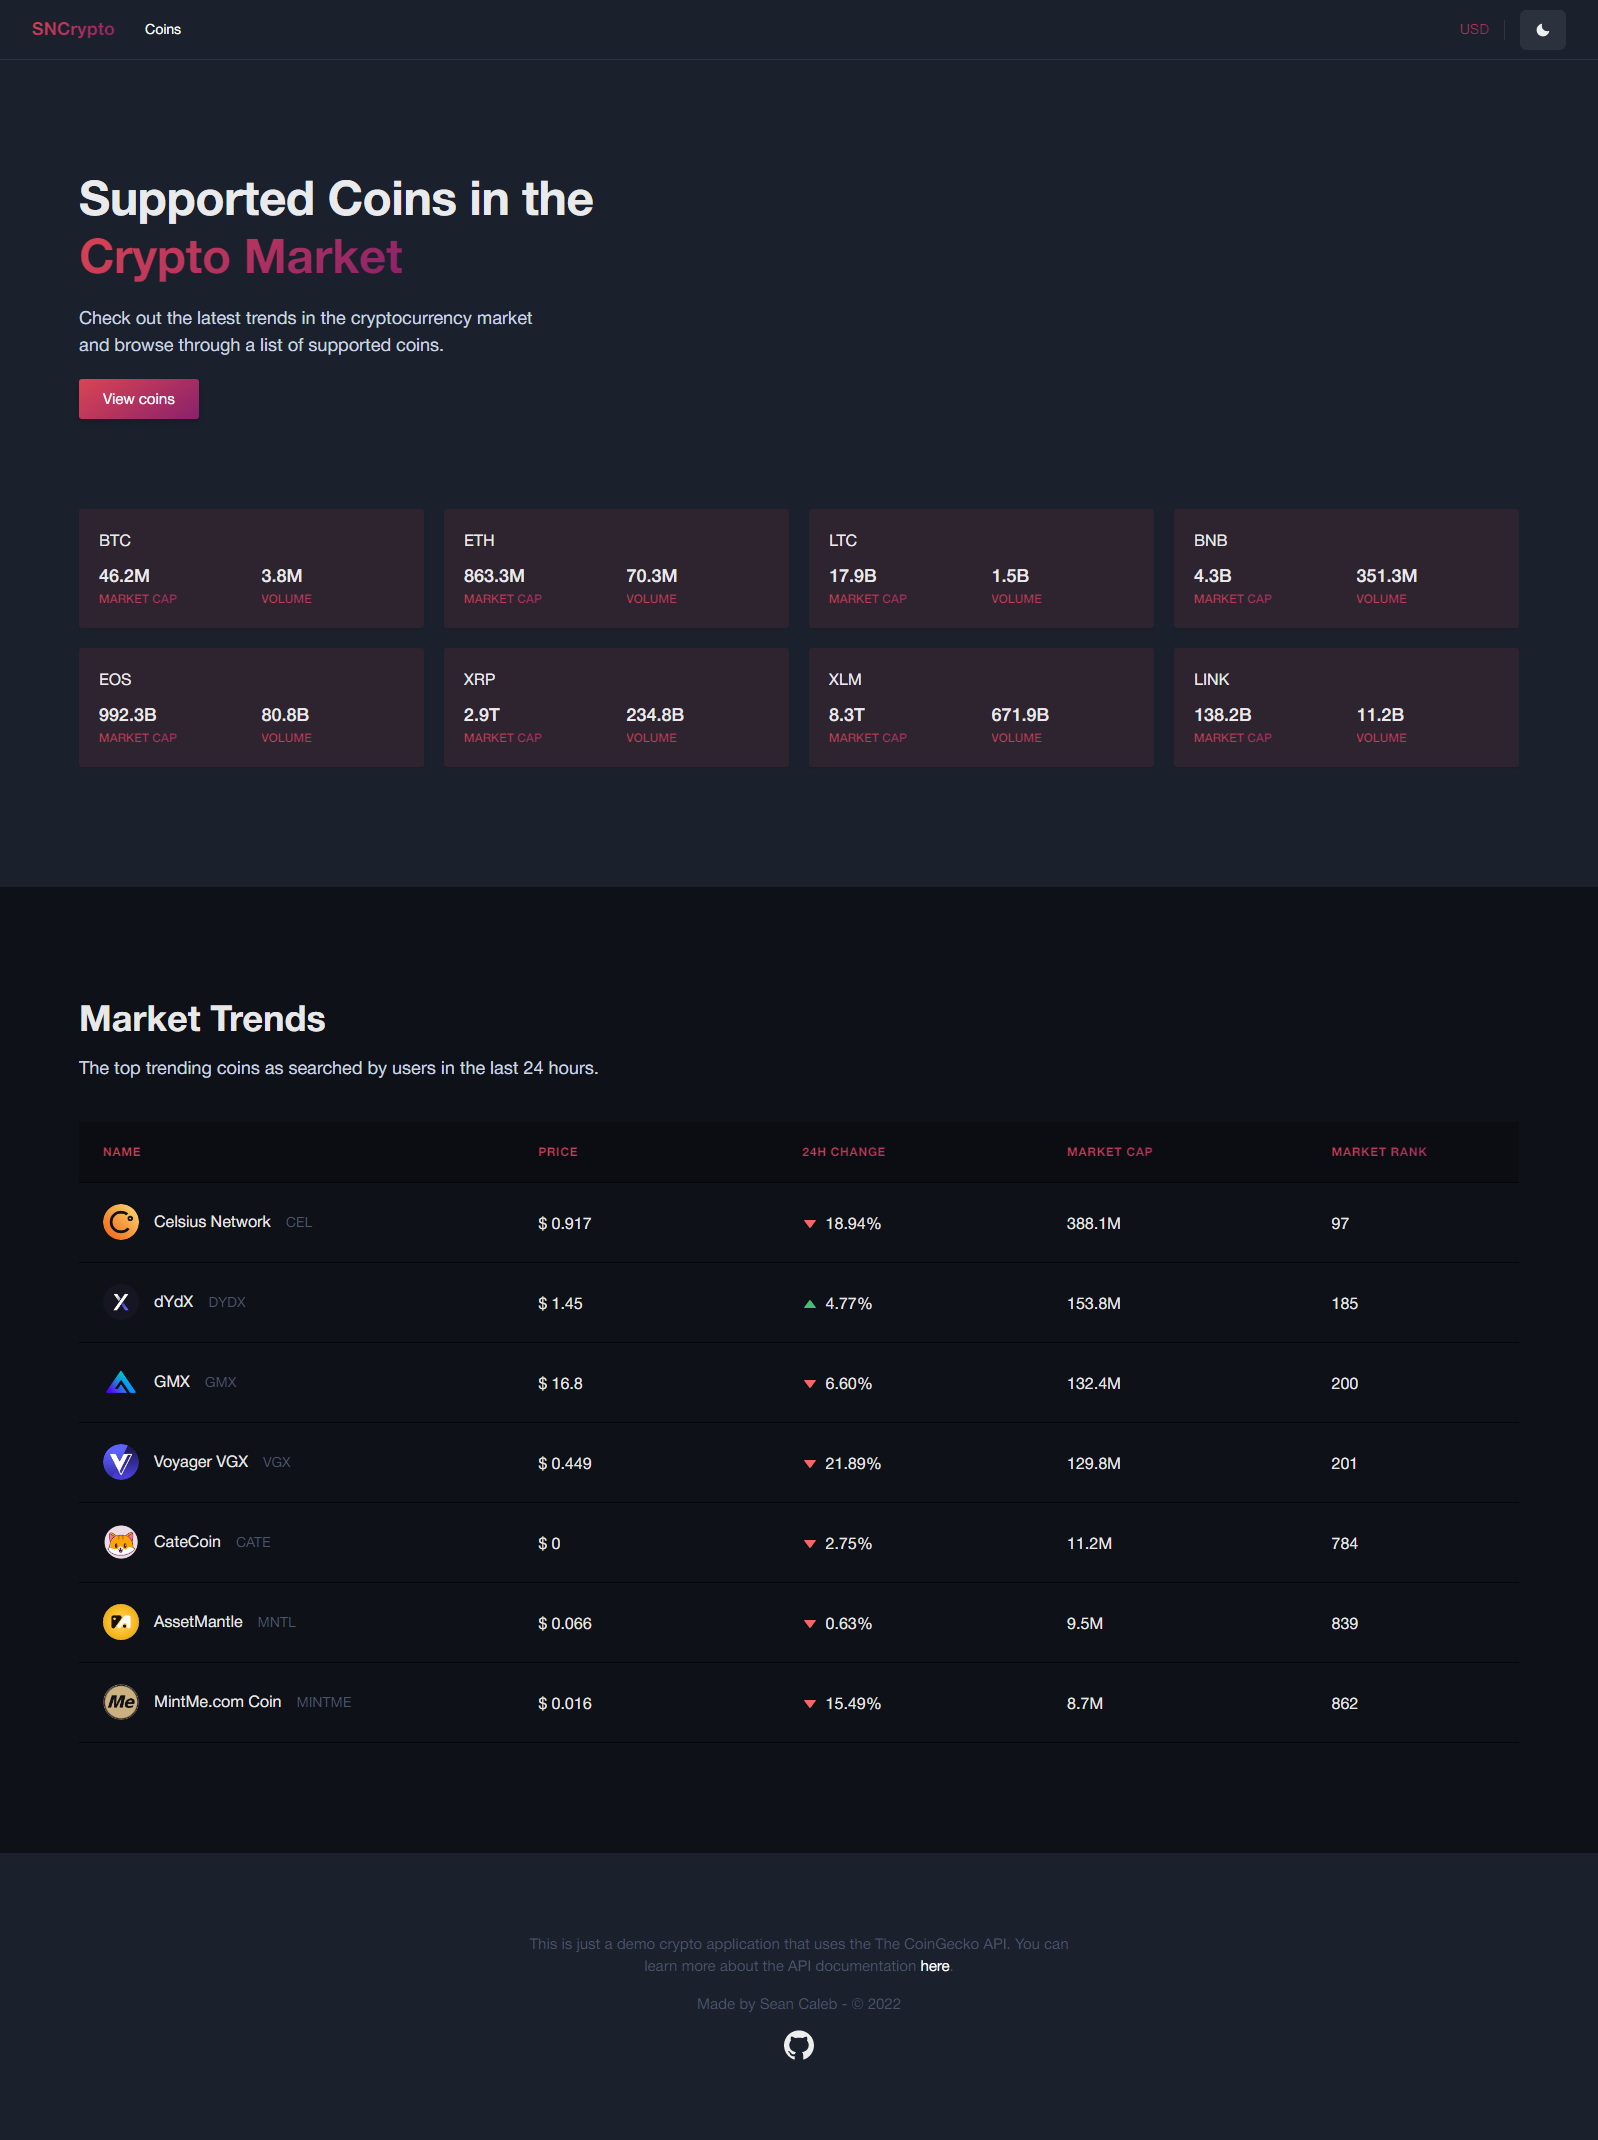 SNCrypto Coins USD
Supported Coins in the
Crypto Market
Check out the latest trends in the cryptocurrency market
and browse through a list of supported coins.
View coins
BTC
46.2M 3.8M
MARKET CAP VOLUME
ETH
863.3M 70.3M
MARKET CAP VOLUME
LTC
17.9B 1.5B
MARKET CAP VOLUME
BNB
4.3B 351.3M
MARKET CAP VOLUME
EOS
992.3B 80.8B
MARKET CAP VOLUME
XRP
2.9T 234.8B
MARKET CAP VOLUME
XLM
8.3T 671.9B
MARKET CAP VOLUME
LINK
138.2B 11.2B
MARKET CAP VOLUME
Market Trends
The top trending coins as searched by users in the last 24 hours.
NAME PRICE 24H CHANGE MARKET CAP MARKET RANK
Celsius Network CEL $ 0.917 18.94% 388.1M 97
dYdX DYDX $ 1.45 4.77% 153.8M 185
GMX GMX $ 16.8 6.60% 132.4M 200
Voyager VGX VGX $ 0.449 21.89% 129.8M 201
CateCoin CATE $ 0 2.75% 11.2M 784
AssetMantle MNTL $ 0.066 0.63% 9.5M 839
Me MintMe.com Coin MINTME $ 0.016 15.49% 8.7M 862
This is just a demo crypto application that uses the The CoinGecko API. You can
learn more about the API documentation here.
Made by Sean Caleb - © 2022